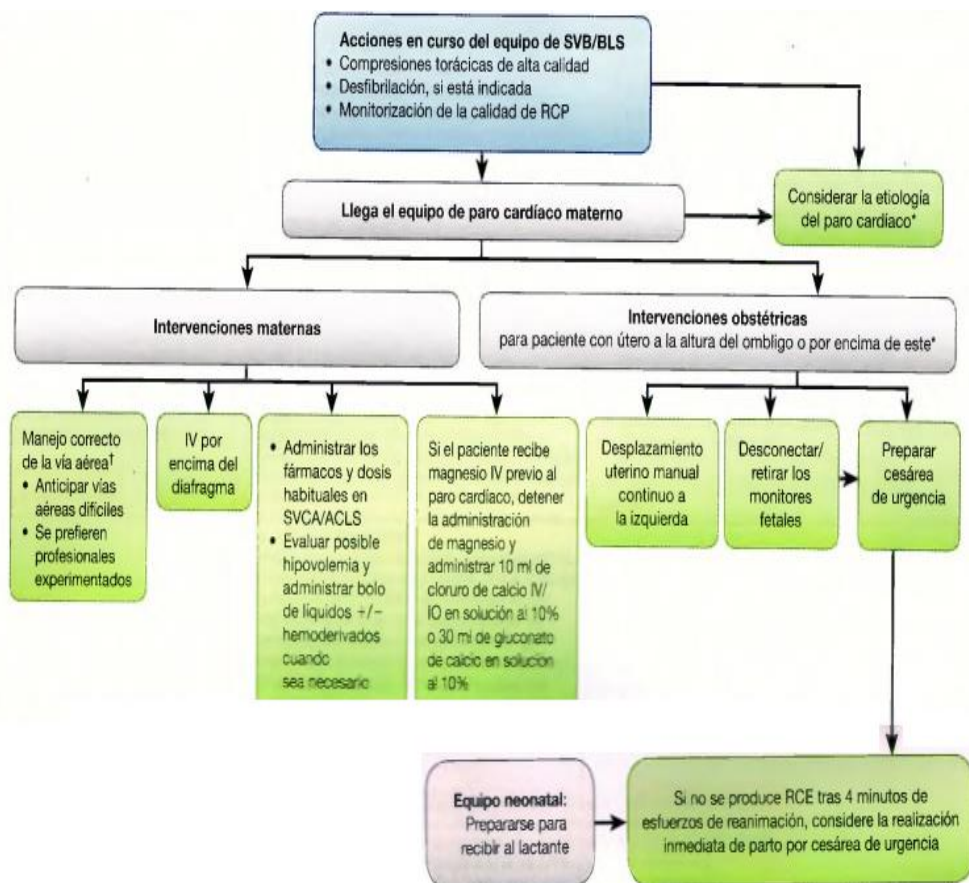 Acciones en curso del equipo de SVB/BLS
• Compresiones torácicas de alta calidad
• Desfibrilación, si está indicada
• Monitorización de la calidad de RCP
Llega el equipo de paro cardíaco materno
Considerar la etiología
del paro cardíaco*
Intervenciones maternas
Intervenciones obstétricas
para paciente con útero a la altura del ombligo o por encima de este*
Manejo correcto
de la vía aérea†
• Anticipar vías
aéreas difíciles
• Se prefieren
profesionales
experimentados
IV por
encima del
diafragma
• Administrar los
fármacos y dosis
habituales en
SVCA/ACLS
• Evaluar posible
hipovolemia y
administrar bolo
de líquidos +/−
hemoderivados
cuando
sea necesario
Si el paciente recibe
magnesio IV previo al
paro cardíaco, detener
la administración
de magnesio y
administrar 10 ml de
cloruro de calcio IV/
IO en solución al 10%
o 30 ml de gluconato
de calcio en solución
al 10%
Desplazamiento
uterino manual
continuo a
la izquierda
Desconectar/
retirar los
monitores
fetales
Preparar
cesárea
de urgencia
Equipo neonatal:
Prepararse para
recibir al lactante
Si no se produce RCE tras 4 minutos de
esfuerzos de reanimación, considere la realización
inmediata de parto por cesárea de urgencia